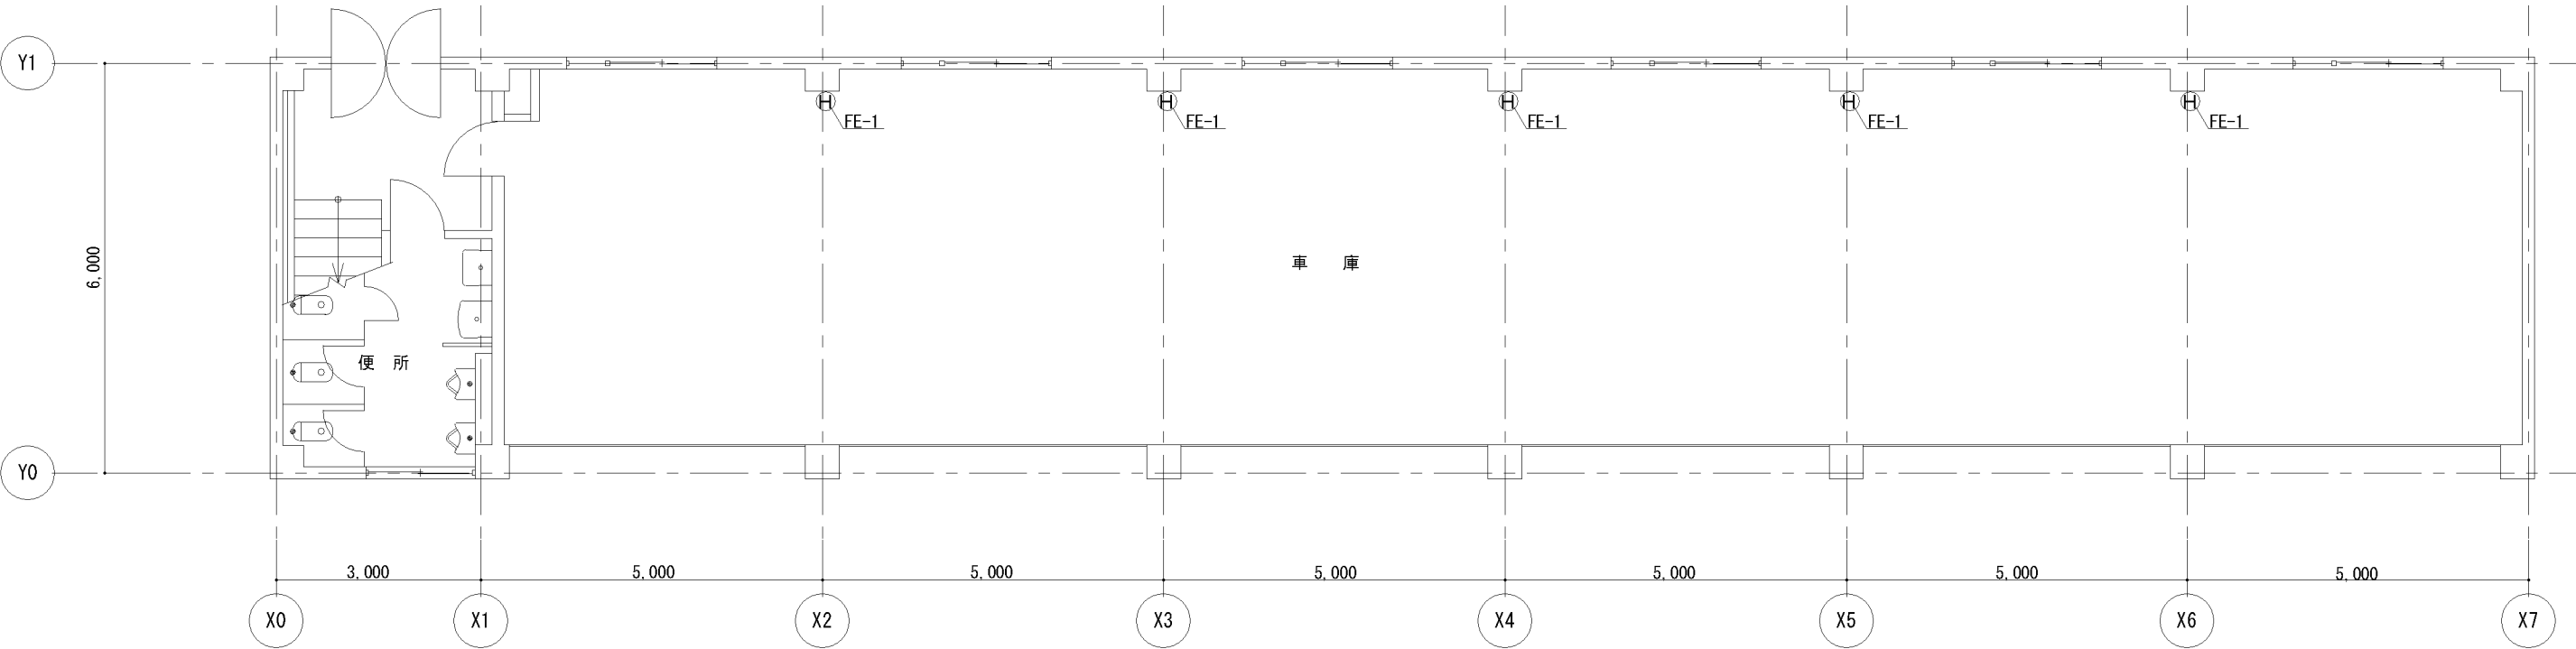 Y1
H
H
H
H
H
FE-1
FE-1
FE-1
FE-1
FE-1
6,000
車 庫
便 所
Y0
3,000
5,000
5,000
5,000
5,000
5,000
5,000
X0
X1
X2
X3
X4
X5
X6
X7